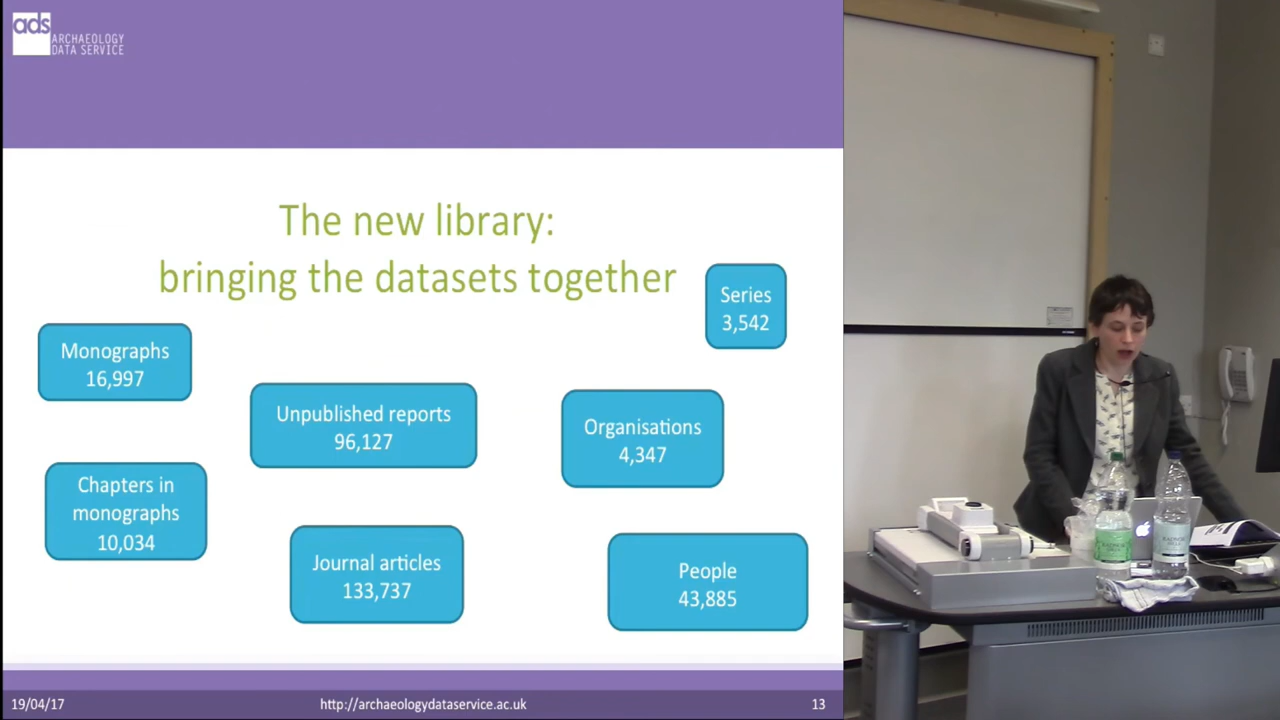 ads
ARCHAEOLOGY
DATA SERVICE
The new library:
bringing the datasets together
Series
3,542
Monographs
16,997
Unpublished reports
96,127
Organisations
4,347
Chapters in
monographs
10,034
Journal articles
133,737
People
43,885
19/04/17
http://archaeologydataservice.ac.uk
13